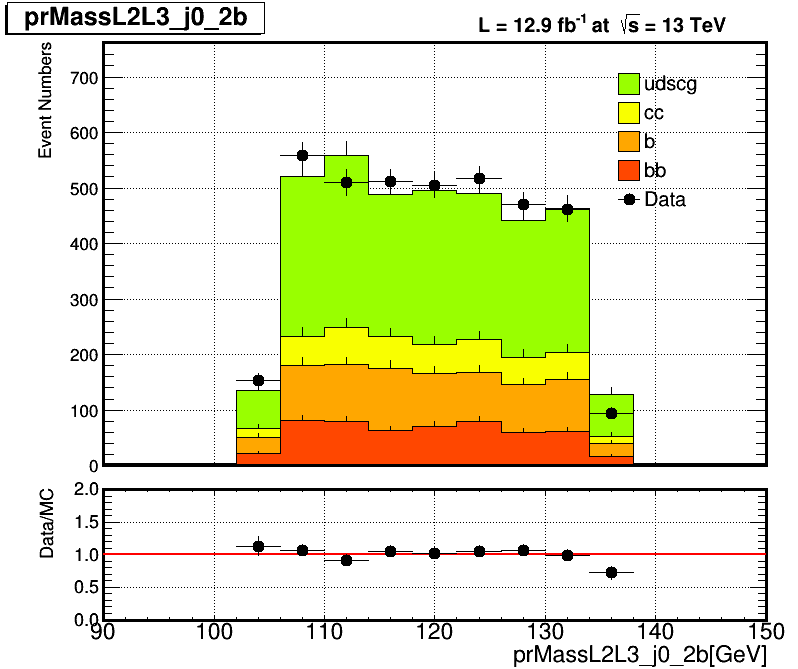 prMassL2L3_j0_2b
L = 12.9 fb-1 at √s = 13 TeV
Event Numbers
700
600
500
400
300
200
100
0
udscg
cc
b
bb
Data
Data/MC
2.0
1.5
1.0
0.5
0.0
90 100 110 120 130 140 150
prMassL2L3_j0_2b[GeV]